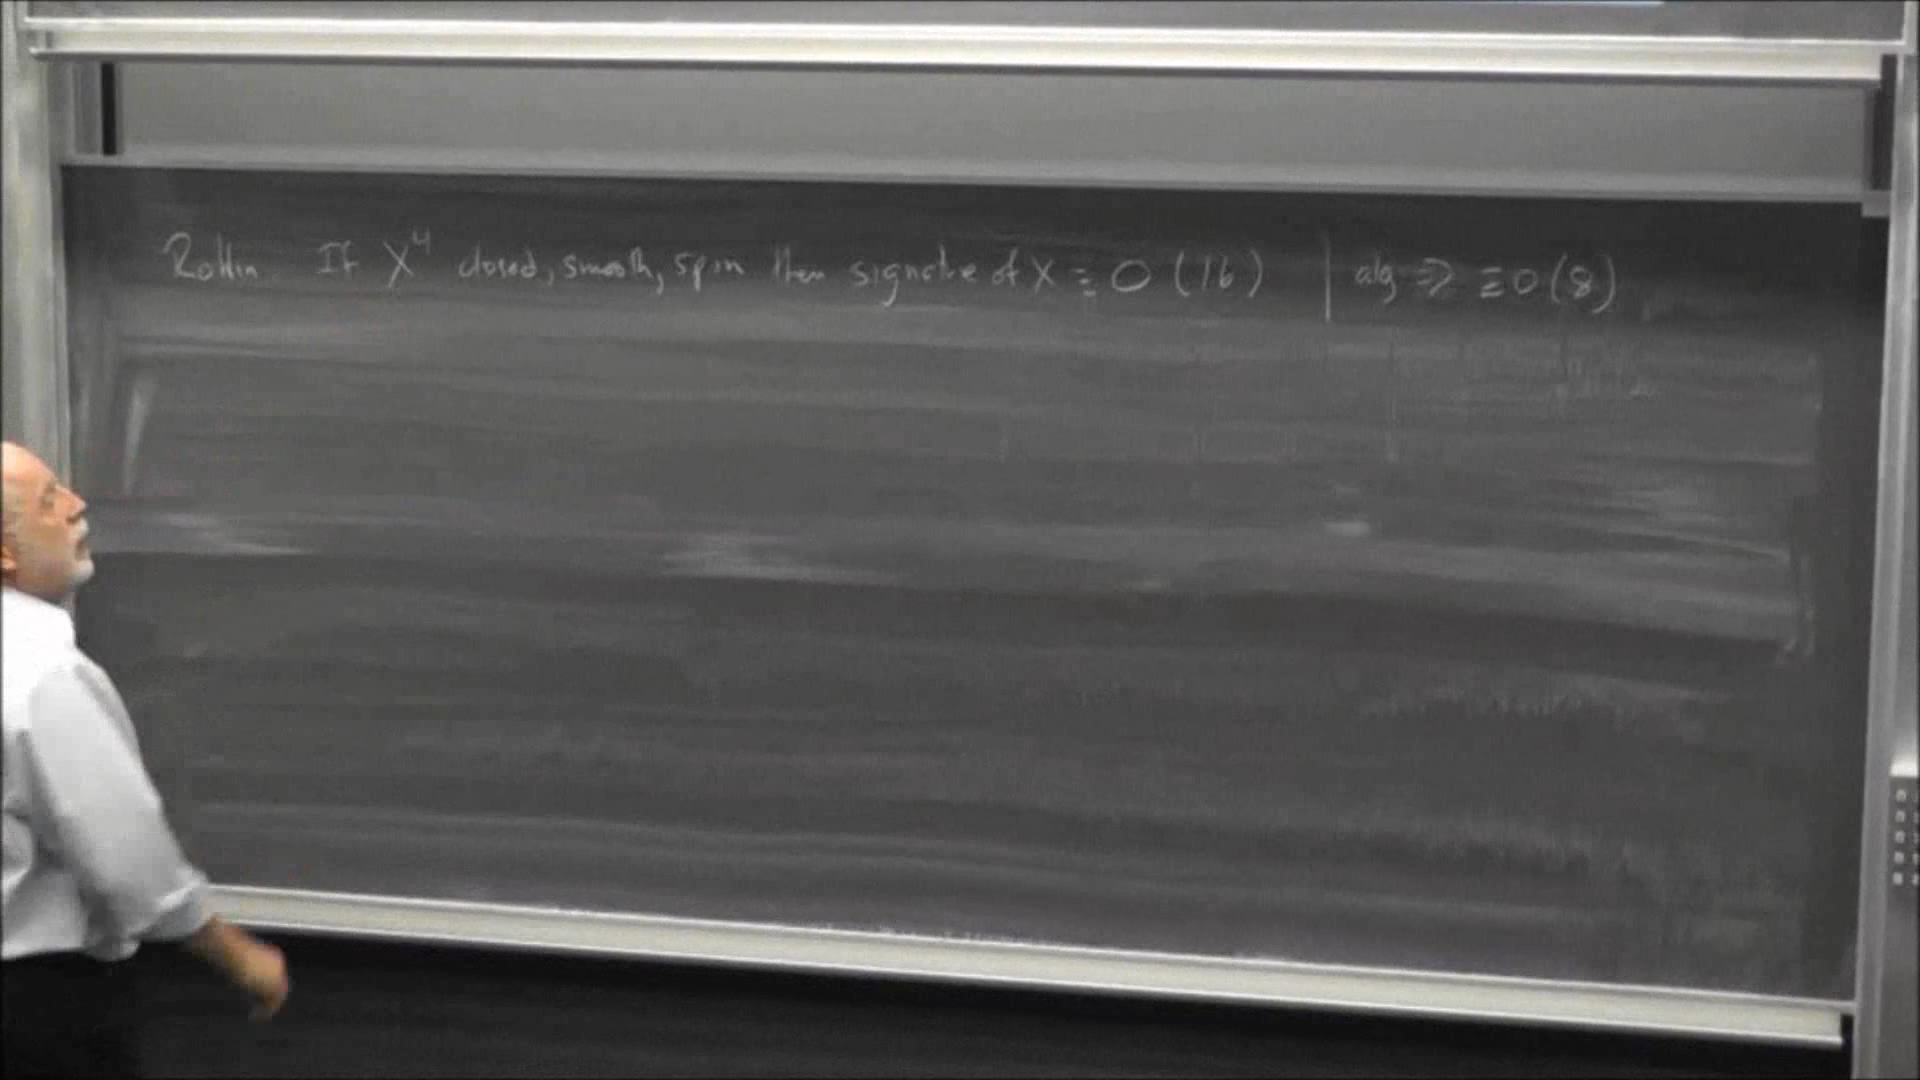 Rohlin If X⁴ closed, smooth, spin then signature of X ≡ 0 (16) | alg ⇒ ≡ 0 (8)